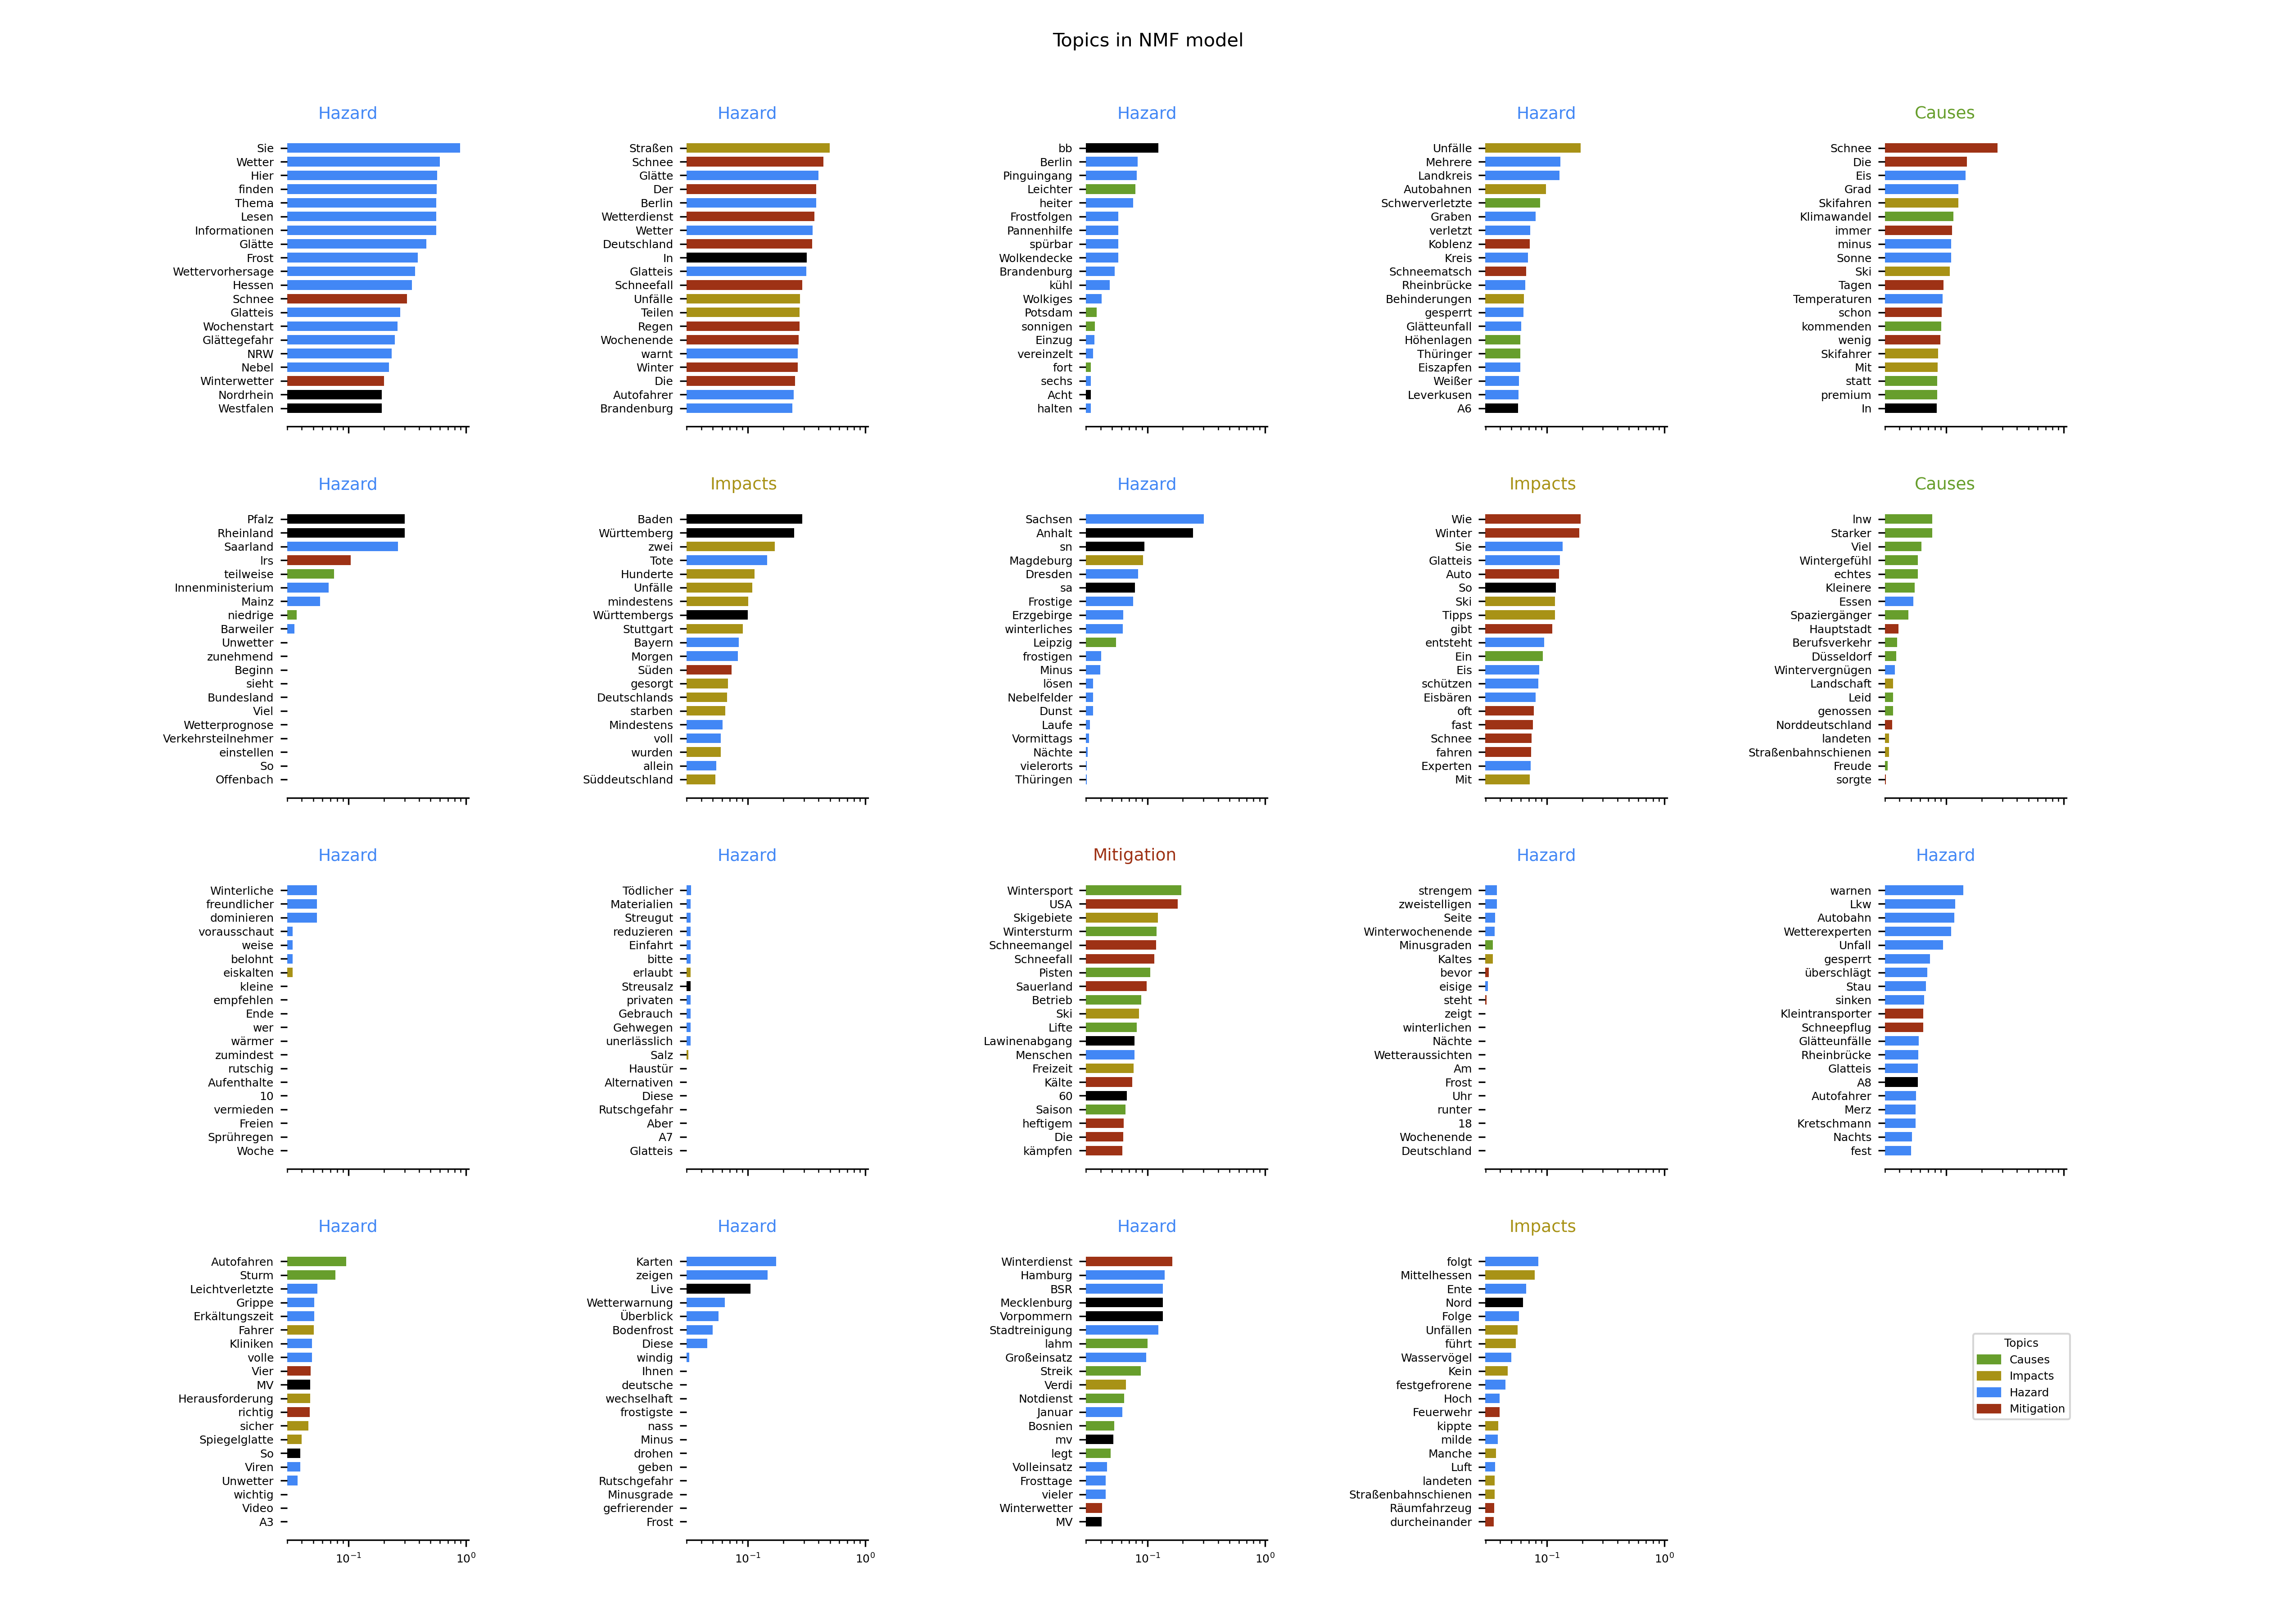 Topics in NMF model
Hazard
Sie
Wetter
Hier
finden
Thema
Lesen
Informationen
Glätte
Frost
Wettervorhersage
Hessen
Schnee
Glatteis
Wochenstart
Glättegefahr
NRW
Nebel
Winterwetter
Nordrhein
Westfalen
Hazard
Straßen
Schnee
Glätte
Der
Berlin
Wetterdienst
Wetter
Deutschland
In
Glatteis
Schneefall
Unfälle
Teilen
Regen
Wochenende
warnt
Winter
Die
Autofahrer
Brandenburg
Hazard
bb
Berlin
Pinguingang
Leichter
heiter
Frostfolgen
Pannenhilfe
spürbar
Wolkendecke
Brandenburg
kühl
Wolkiges
Potsdam
sonnigen
Einzug
vereinzelt
fort
sechs
Acht
halten
Hazard
Unfälle
Mehrere
Landkreis
Autobahnen
Schwerverletzte
Graben
verletzt
Koblenz
Kreis
Schneematsch
Rheinbrücke
Behinderungen
gesperrt
Glätteunfall
Höhenlagen
Thüringer
Eiszapfen
Weißer
Leverkusen
A6
Causes
Schnee
Die
Eis
Grad
Skifahren
Klimawandel
immer
minus
Sonne
Ski
Tagen
Temperaturen
schon
kommenden
wenig
Skifahrer
Mit
statt
premium
In
Hazard
Pfalz
Rheinland
Saarland
lrs
teilweise
Innenministerium
Mainz
niedrige
Barweiler
Unwetter
zunehmend
Beginn
sieht
Bundesland
Viel
Wetterprognose
Verkehrsteilnehmer
einstellen
So
Offenbach
Impacts
Baden
Württemberg
zwei
Tote
Hunderte
Unfälle
mindestens
Württembergs
Stuttgart
Bayern
Morgen
Süden
gesorgt
Deutschlands
starben
Mindestens
voll
wurden
allein
Süddeutschland
Hazard
Sachsen
Anhalt
sn
Magdeburg
Dresden
sa
Frostige
Erzgebirge
winterliches
Leipzig
frostigen
Minus
lösen
Nebelfelder
Dunst
Laufe
Vormittags
Nächte
vielerorts
Thüringen
Impacts
Wie
Winter
Sie
Glatteis
Auto
So
Ski
Tipps
gibt
entsteht
Ein
Eis
schützen
Eisbären
oft
fast
Schnee
fahren
Experten
Mit
Causes
lnw
Starker
Viel
Wintergefühl
echtes
Kleinere
Essen
Spaziergänger
Hauptstadt
Berufsverkehr
Düsseldorf
Wintervergnügen
Landschaft
Leid
genossen
Norddeutschland
landeten
Straßenbahnschienen
Freude
sorgte
Hazard
Winterliche
freundlicher
dominieren
vorausschaut
weise
belohnt
eiskalten
kleine
empfehlen
Ende
wer
wärmer
zumindest
rutschig
Aufenthalte
10
vermieden
Freien
Sprühregen
Woche
Hazard
Tödlicher
Materialien
Streugut
reduzieren
Einfahrt
bitte
erlaubt
Streusalz
privaten
Gebrauch
Gehwegen
unerlässlich
Salz
Haustür
Alternativen
Diese
Rutschgefahr
Aber
A7
Glatteis
Mitigation
Wintersport
USA
Skigebiete
Wintersturm
Schneemangel
Schneefall
Pisten
Sauerland
Betrieb
Ski
Lifte
Lawinenabgang
Menschen
Freizeit
Kälte
60
Saison
heftigem
Die
kämpfen
Hazard
strengem
zweistelligen
Seite
Winterwochenende
Minusgraden
Kaltes
bevor
eisige
steht
zeigt
winterlichen
Nächte
Wetteraussichten
Am
Frost
Uhr
runter
18
Wochenende
Deutschland
Hazard
warnen
Lkw
Autobahn
Wetterexperten
Unfall
gesperrt
überschlägt
Stau
sinken
Kleintransporter
Schneepflug
Glätteunfälle
Rheinbrücke
Glatteis
A8
Autofahrer
Merz
Kretschmann
Nachts
fest
Hazard
Autofahren
Sturm
Leichtverletzte
Grippe
Erkältungszeit
Fahrer
Kliniken
volle
Vier
MV
Herausforderung
richtig
sicher
Spiegelglatte
So
Viren
Unwetter
wichtig
Video
A3
10⁻¹ 10⁰
Hazard
Karten
zeigen
Live
Wetterwarnung
Überblick
Bodenfrost
Diese
windig
Ihnen
deutsche
wechselhaft
frostigste
nass
Minus
drohen
geben
Rutschgefahr
Minusgrade
gefrierender
Frost
10⁻¹ 10⁰
Hazard
Winterdienst
Hamburg
BSR
Mecklenburg
Vorpommern
Stadtreinigung
lahm
Großeinsatz
Streik
Verdi
Notdienst
Januar
Bosnien
mv
legt
Volleinsatz
Frosttage
vieler
Winterwetter
MV
10⁻¹ 10⁰
Impacts
folgt
Mittelhessen
Ente
Nord
Folge
Unfällen
führt
Wasservögel
Kein
festgefrorene
Hoch
Feuerwehr
kippte
milde
Manche
Luft
landeten
Straßenbahnschienen
Räumfahrzeug
durcheinander
10⁻¹ 10⁰
Topics
Causes
Impacts
Hazard
Mitigation